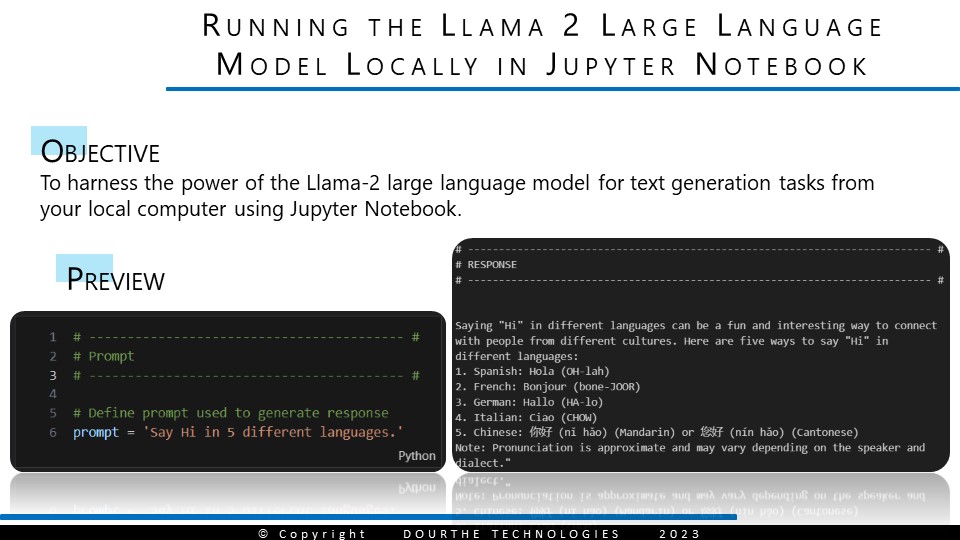 Running the Llama 2 Large Language
Model Locally in Jupyter Notebook
Objective
To harness the power of the Llama-2 large language model for text generation tasks from
your local computer using Jupyter Notebook.
Preview
1 # ----------------------------------------- #
2 # Prompt
3 # ----------------------------------------- #
4
5 # Define prompt used to generate response
6 prompt = 'Say Hi in 5 different languages.'
Python
# ------------------------------------------------------------------------- #
# RESPONSE
# ------------------------------------------------------------------------- #
Saying "Hi" in different languages can be a fun and interesting way to connect
with people from different cultures. Here are five ways to say "Hi" in
different languages:
1. Spanish: Hola (OH-lah)
2. French: Bonjour (bone-JOOR)
3. German: Hallo (HA-lo)
4. Italian: Ciao (CHOW)
5. Chinese: 你好 (nǐ hǎo) (Mandarin) or 您好 (nín hǎo) (Cantonese)
Note: Pronunciation is approximate and may vary depending on the speaker and
dialect."
© Copyright DOURTHE TECHNOLOGIES 2023